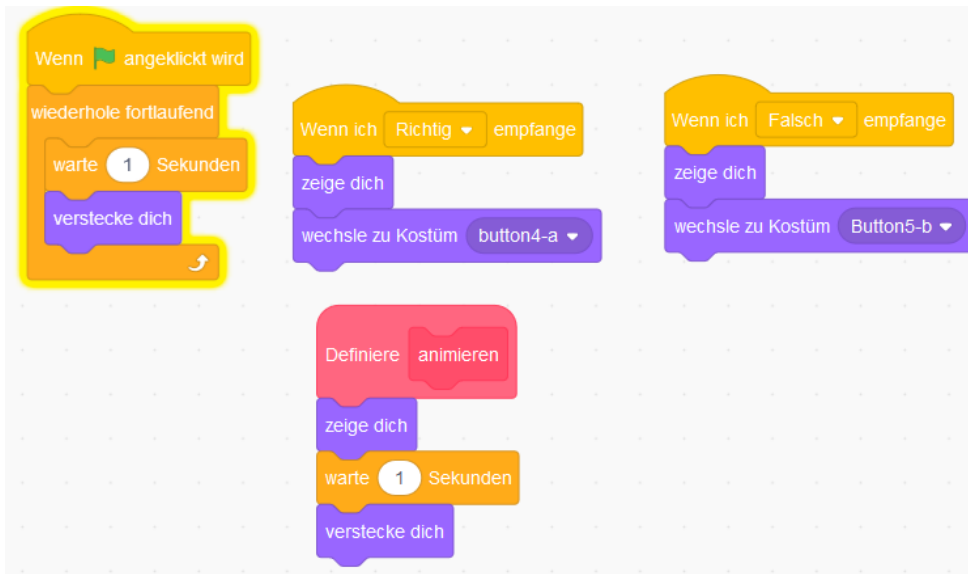 Wenn angeklickt wird
wiederhole fortlaufend
warte 1 Sekunden
verstecke dich
Wenn ich Richtig empfange
zeige dich
wechsle zu Kostüm button4-a
Wenn ich Falsch empfange
zeige dich
wechsle zu Kostüm Button5-b
Definiere animieren
zeige dich
warte 1 Sekunden
verstecke dich